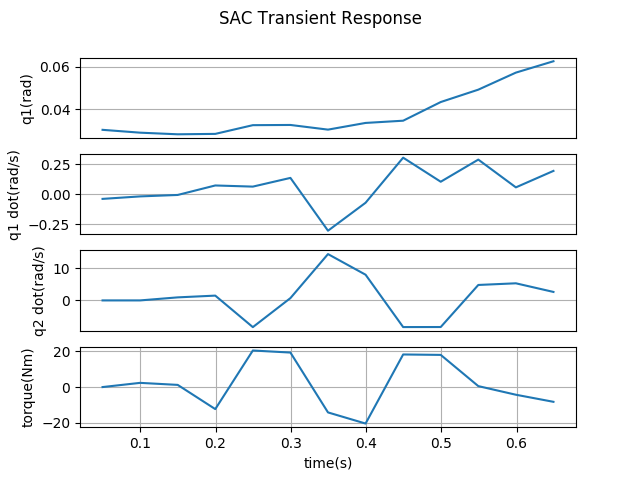 SAC Transient Response
q1(rad)
0.06
0.04
q1 dot(rad/s)
0.25
0.00
−0.25
q2 dot(rad/s)
10
0
torque(Nm)
20
0
−20
0.1 0.2 0.3 0.4 0.5 0.6
time(s)